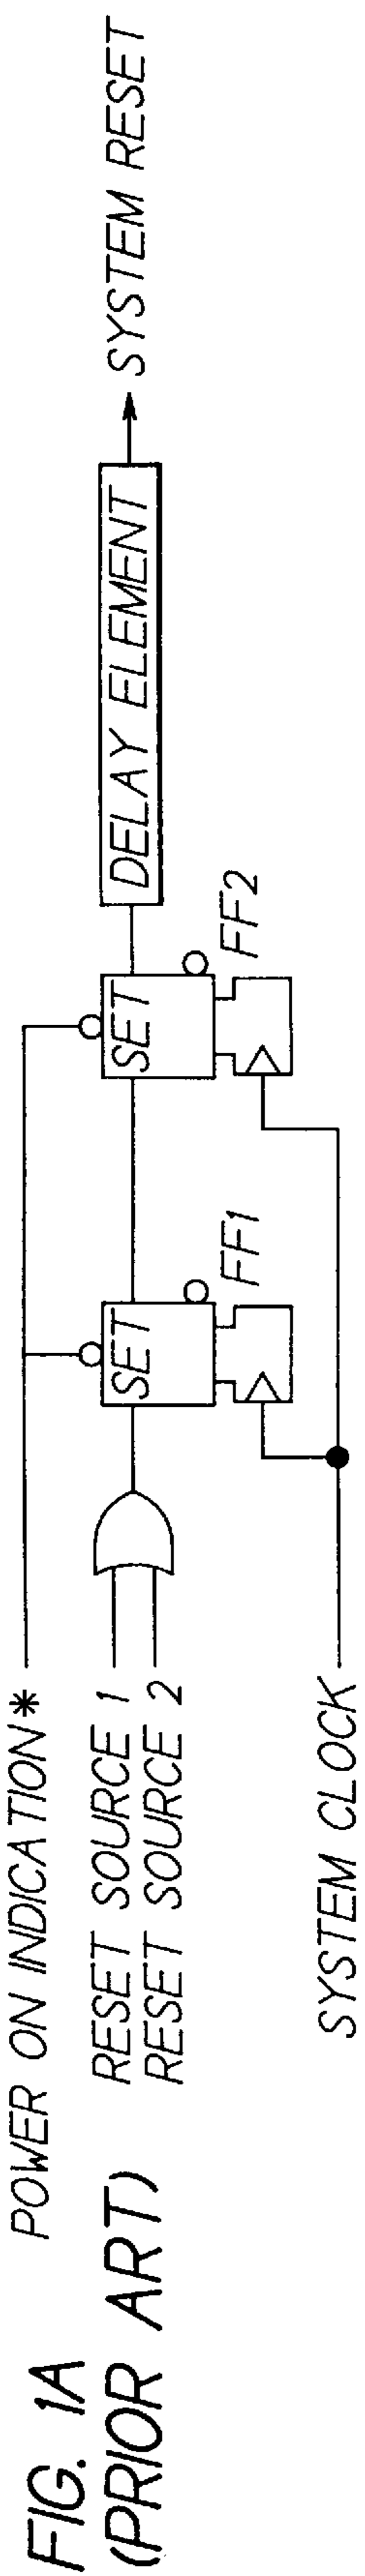 FIG. 1A
(PRIOR ART)
POWER ON INDICATION*
RESET SOURCE 1
RESET SOURCE 2
SYSTEM CLOCK
SET
FF1
SET
FF2
DELAY ELEMENT
SYSTEM RESET